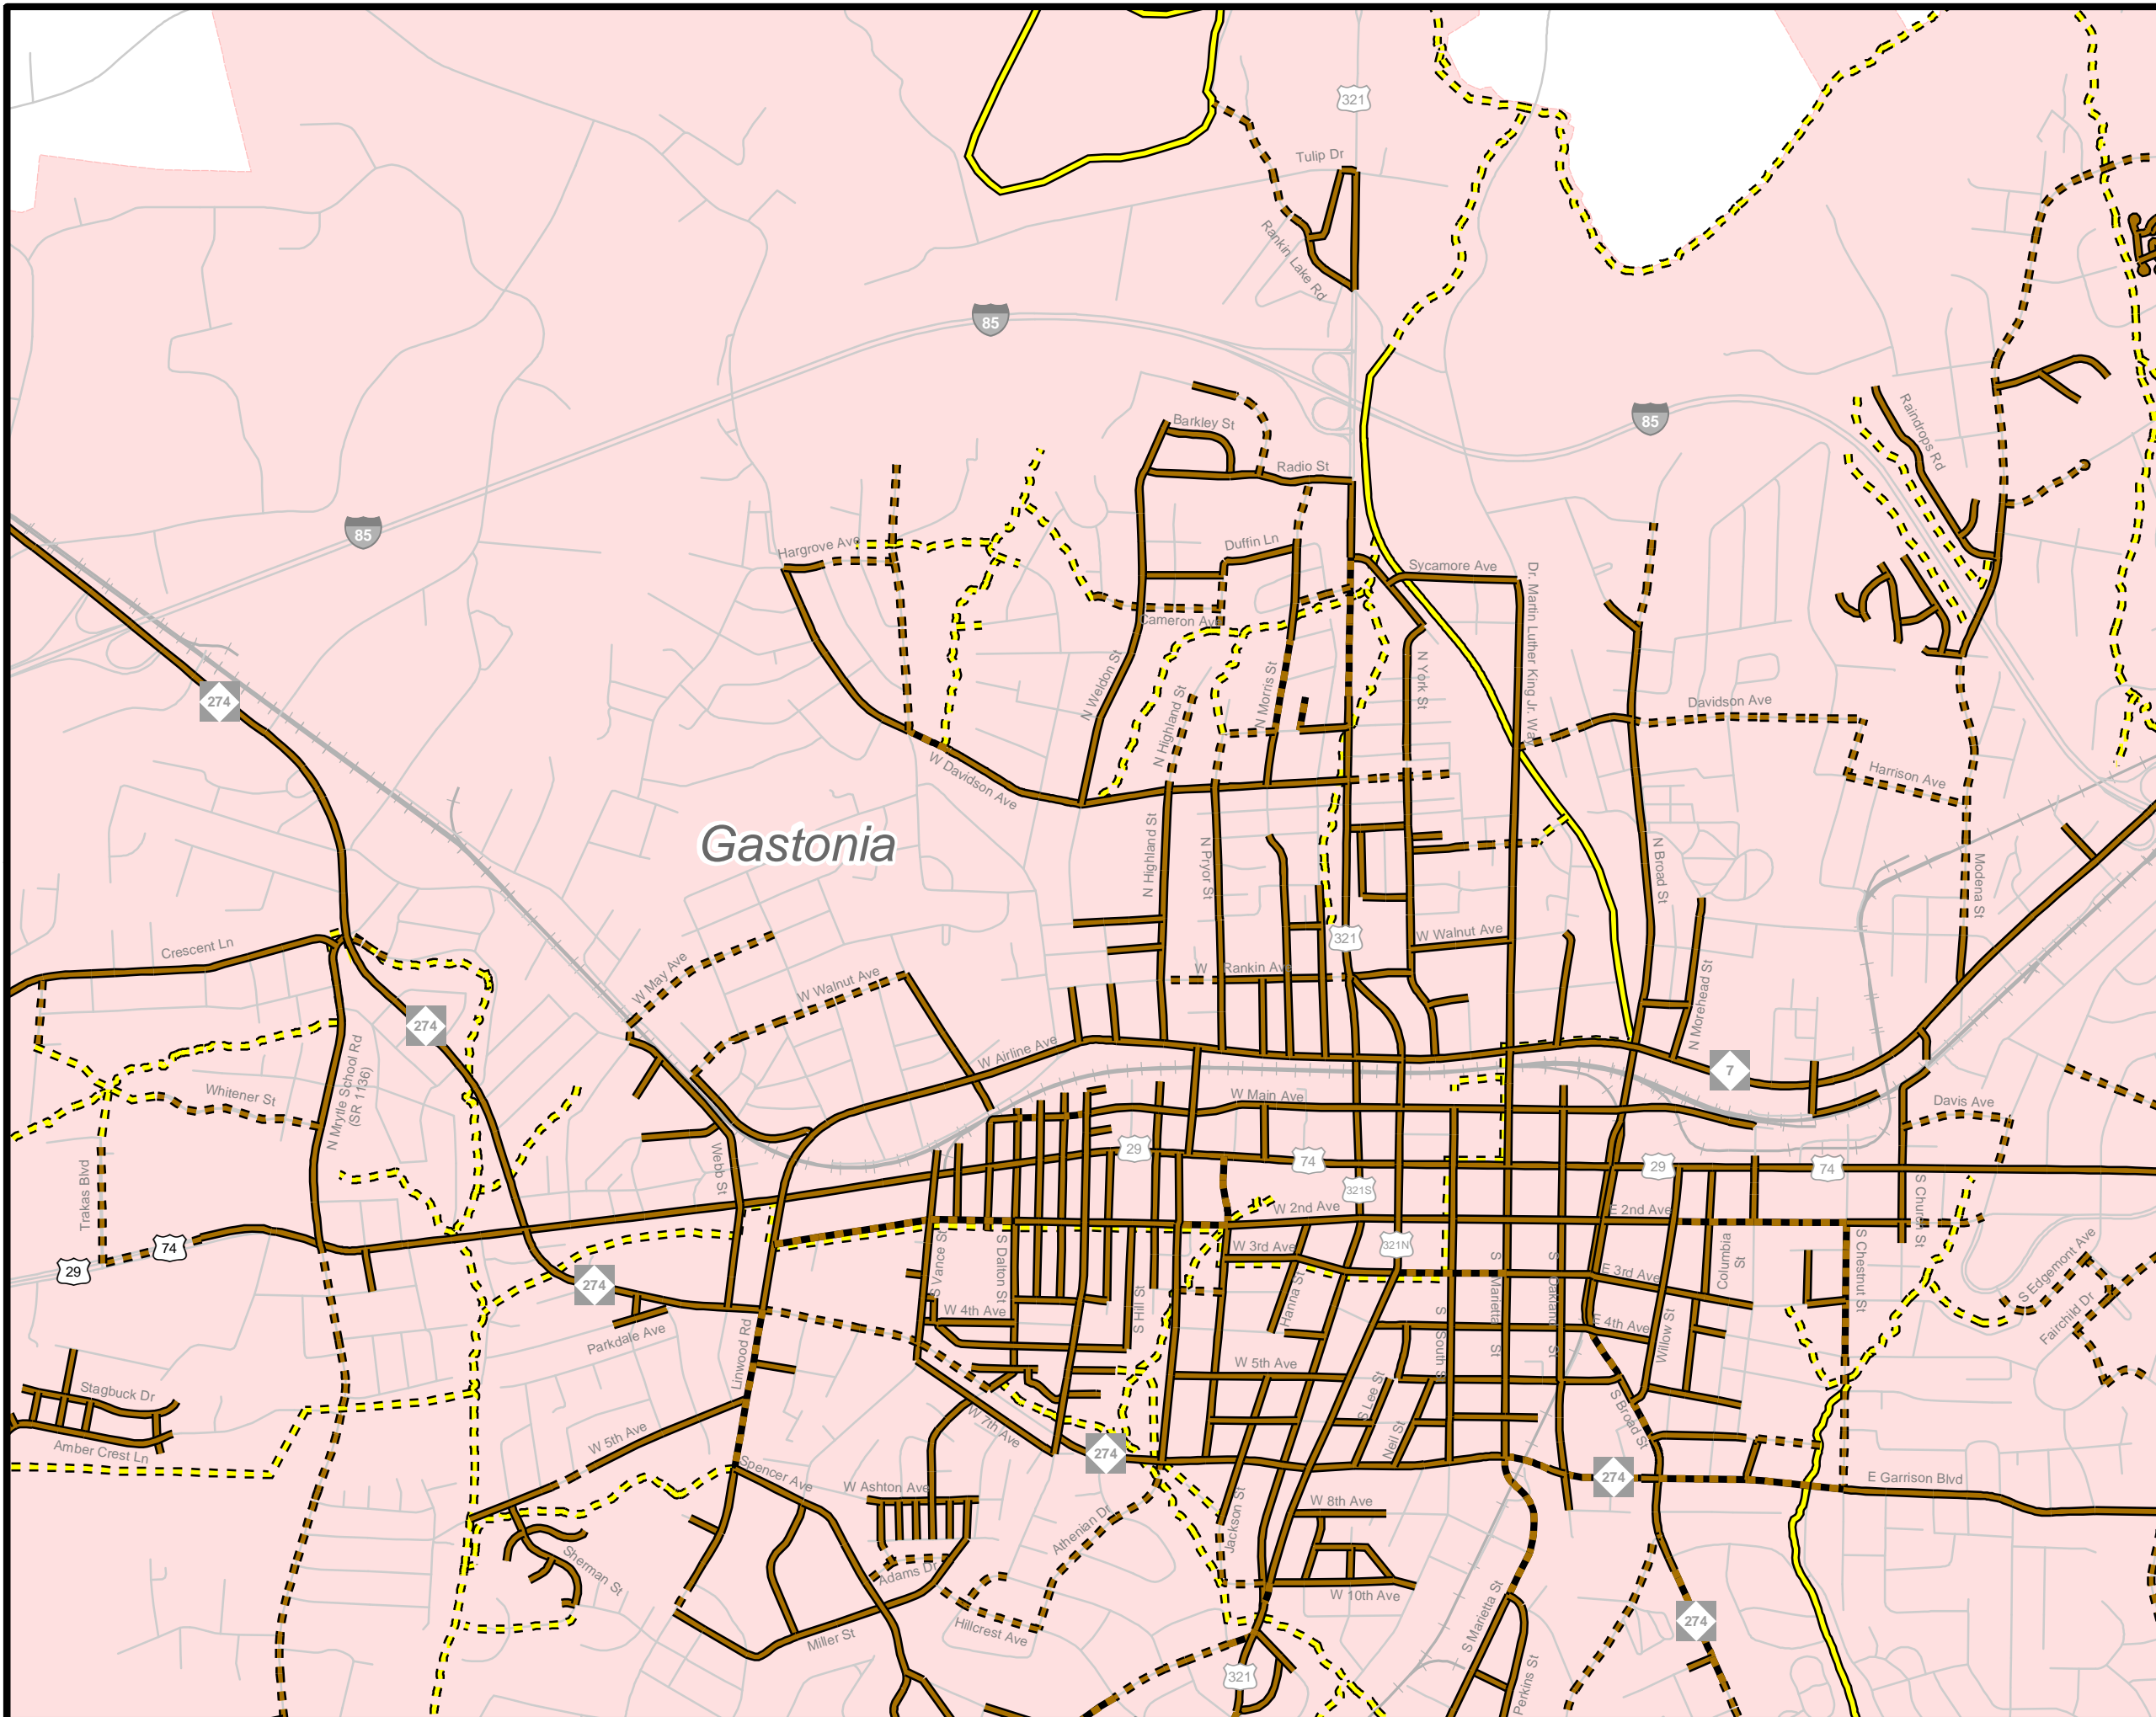 321
Tulip Dr
Rankin Lake Rd
85
85
Raindrops Rd
Barkley St
Radio St
85
Hargrove Ave
Duffin Ln
Sycamore Ave
Dr. Martin Luther King Jr. Way
Cameron Ave
N Weldon St
N Highland St
N Morris St
N York St
274
Davidson Ave
W Davidson Ave
Harrison Ave
Gastonia
N Highland St
N Pryor St
N Broad St
Modena St
Crescent Ln
W May Ave
W Walnut Ave
W Rankin Ave
321
W Walnut Ave
N Morehead St
274
N Myrtle School Rd
(SR 1136)
Whitener St
W Airline Ave
7
W Main Ave
Davis Ave
Trakas Blvd
Webb St
29
74
29
74
321S
W 2nd Ave
E 2nd Ave
S Church St
74
29
S Vance St
S Dalton St
W 3rd Ave
321N
S Marietta St
S Oakland St
E 3rd Ave
Columbia
St
S Chestnut St
S Edgemont Ave
Fairchild Dr
274
W 4th Ave
S Hill St
Hanna St
S South St
E 4th Ave
Willow St
Parkdale Ave
Linwood Rd
W 5th Ave
S Lee St
Neil St
S Broad St
Stagbuck Dr
Amber Crest Ln
W 5th Ave
W 7th Ave
274
274
E Garrison Blvd
Spencer Ave
W Ashton Ave
W 8th Ave
Jackson St
Athenian Dr
Sherman St
Adams Dr
W 10th Ave
Hillcrest Ave
Miller St
S Marietta St
274
Perkins St
321